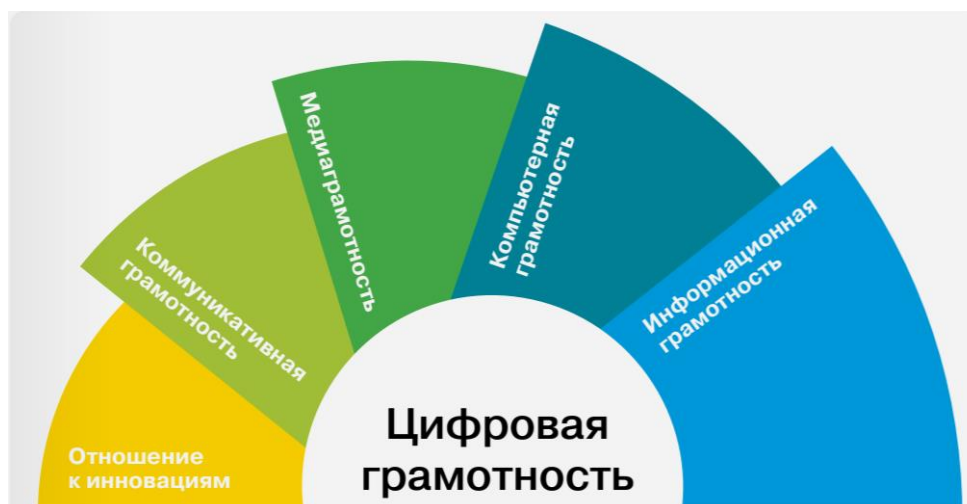 Отношение
к инновациям
Коммуникативная
грамотность
Медиаграмотность
Компьютерная
грамотность
Информационная
грамотность
Цифровая
грамотность